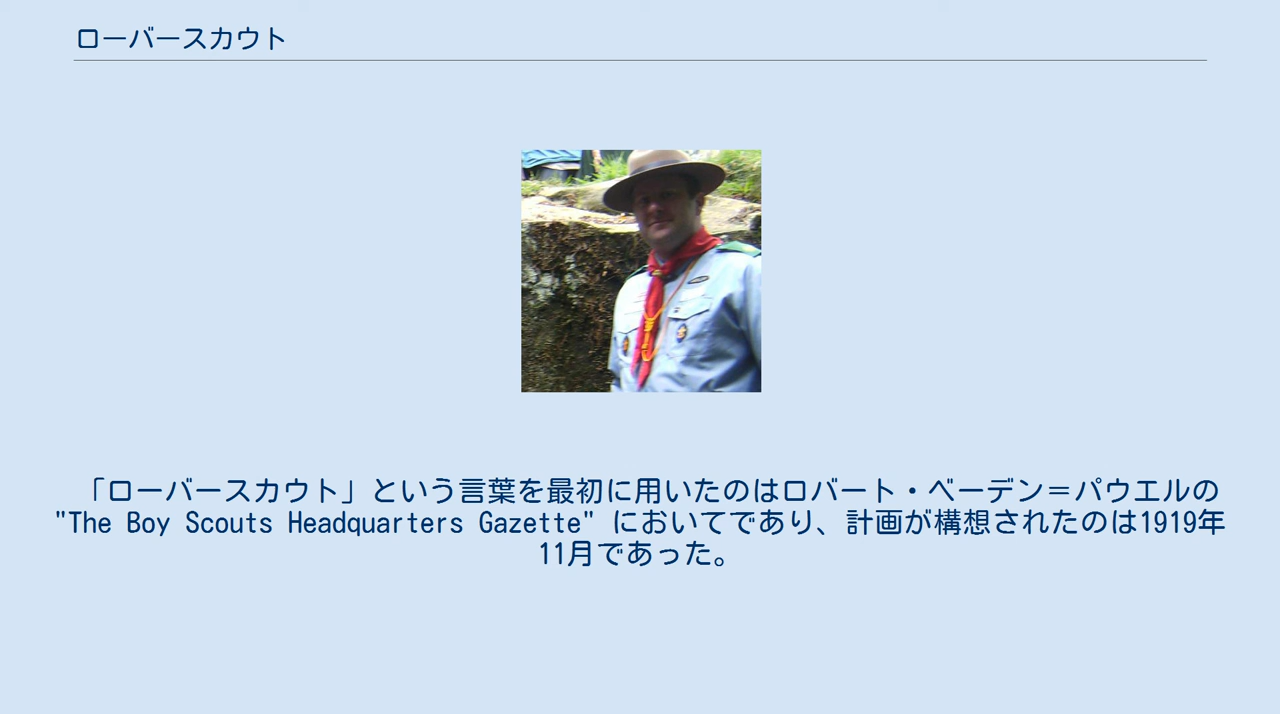 ローバースカウト
「ローバースカウト」という言葉を最初に用いたのはロバート・ベーデン＝パウエルの
"The Boy Scouts Headquarters Gazette" においてであり、計画が構想されたのは1919年
11月であった。